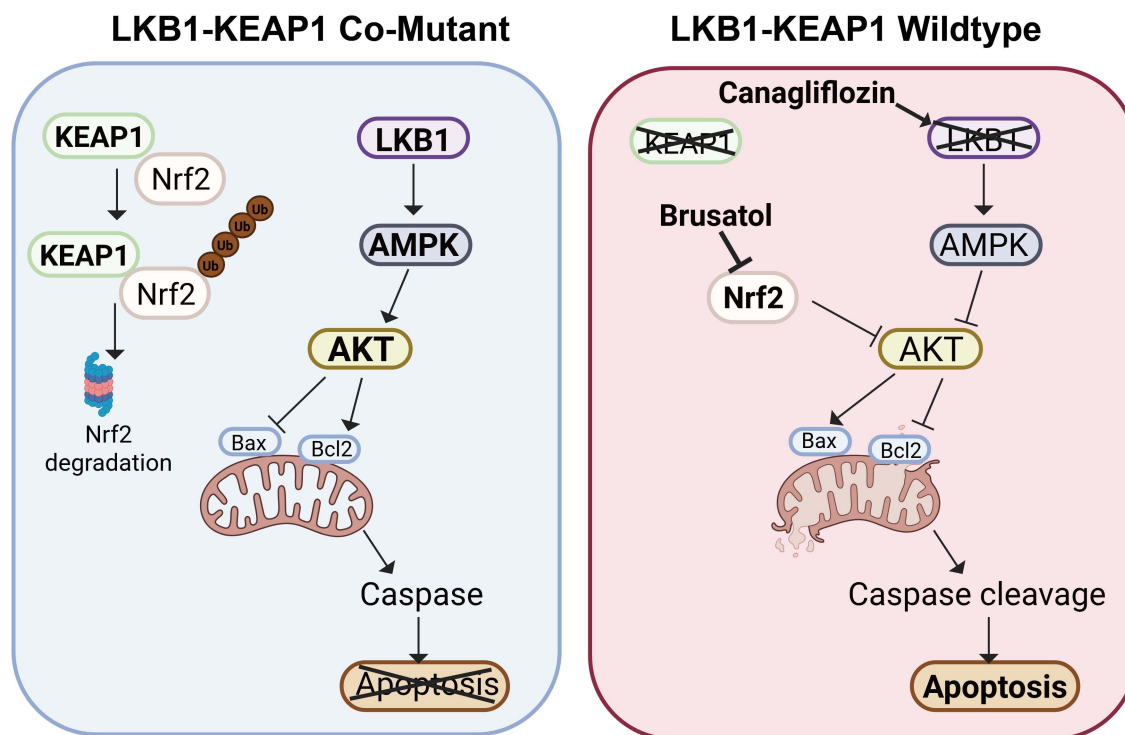 LKB1-KEAP1 Co-Mutant
KEAP1
Nrf2
LKB1
KEAP1
Nrf2
Ub
Ub
Ub
Ub
AMPK
AKT
Nrf2
degradation
Bax
Bcl2
Caspase
Apoptosis
LKB1-KEAP1 Wildtype
Canagliflozin
KEAP1
LKB1
Brusatol
Nrf2
AMPK
AKT
Bax
Bcl2
Caspase cleavage
Apoptosis